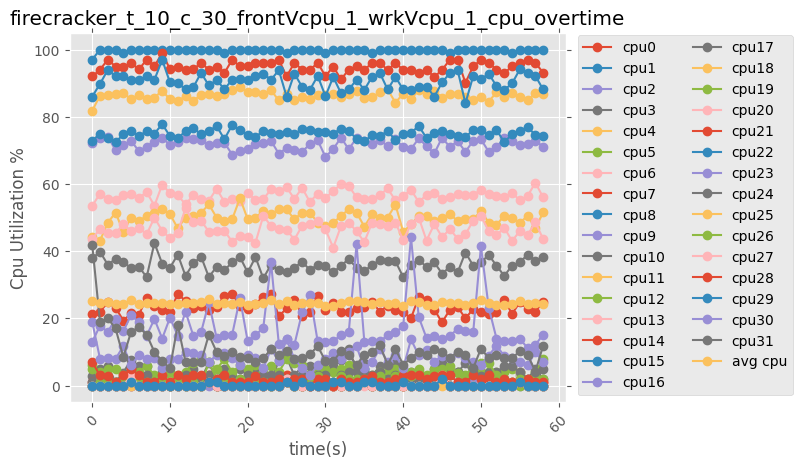 firecracker_t_10_c_30_frontVcpu_1_wrkVcpu_1_cpu_overtime
Cpu Utilization %
100
80
60
40
20
0
0
10
20
30
40
50
60
time(s)
cpu0
cpu1
cpu2
cpu3
cpu4
cpu5
cpu6
cpu7
cpu8
cpu9
cpu10
cpu11
cpu12
cpu13
cpu14
cpu15
cpu16
cpu17
cpu18
cpu19
cpu20
cpu21
cpu22
cpu23
cpu24
cpu25
cpu26
cpu27
cpu28
cpu29
cpu30
cpu31
avg cpu